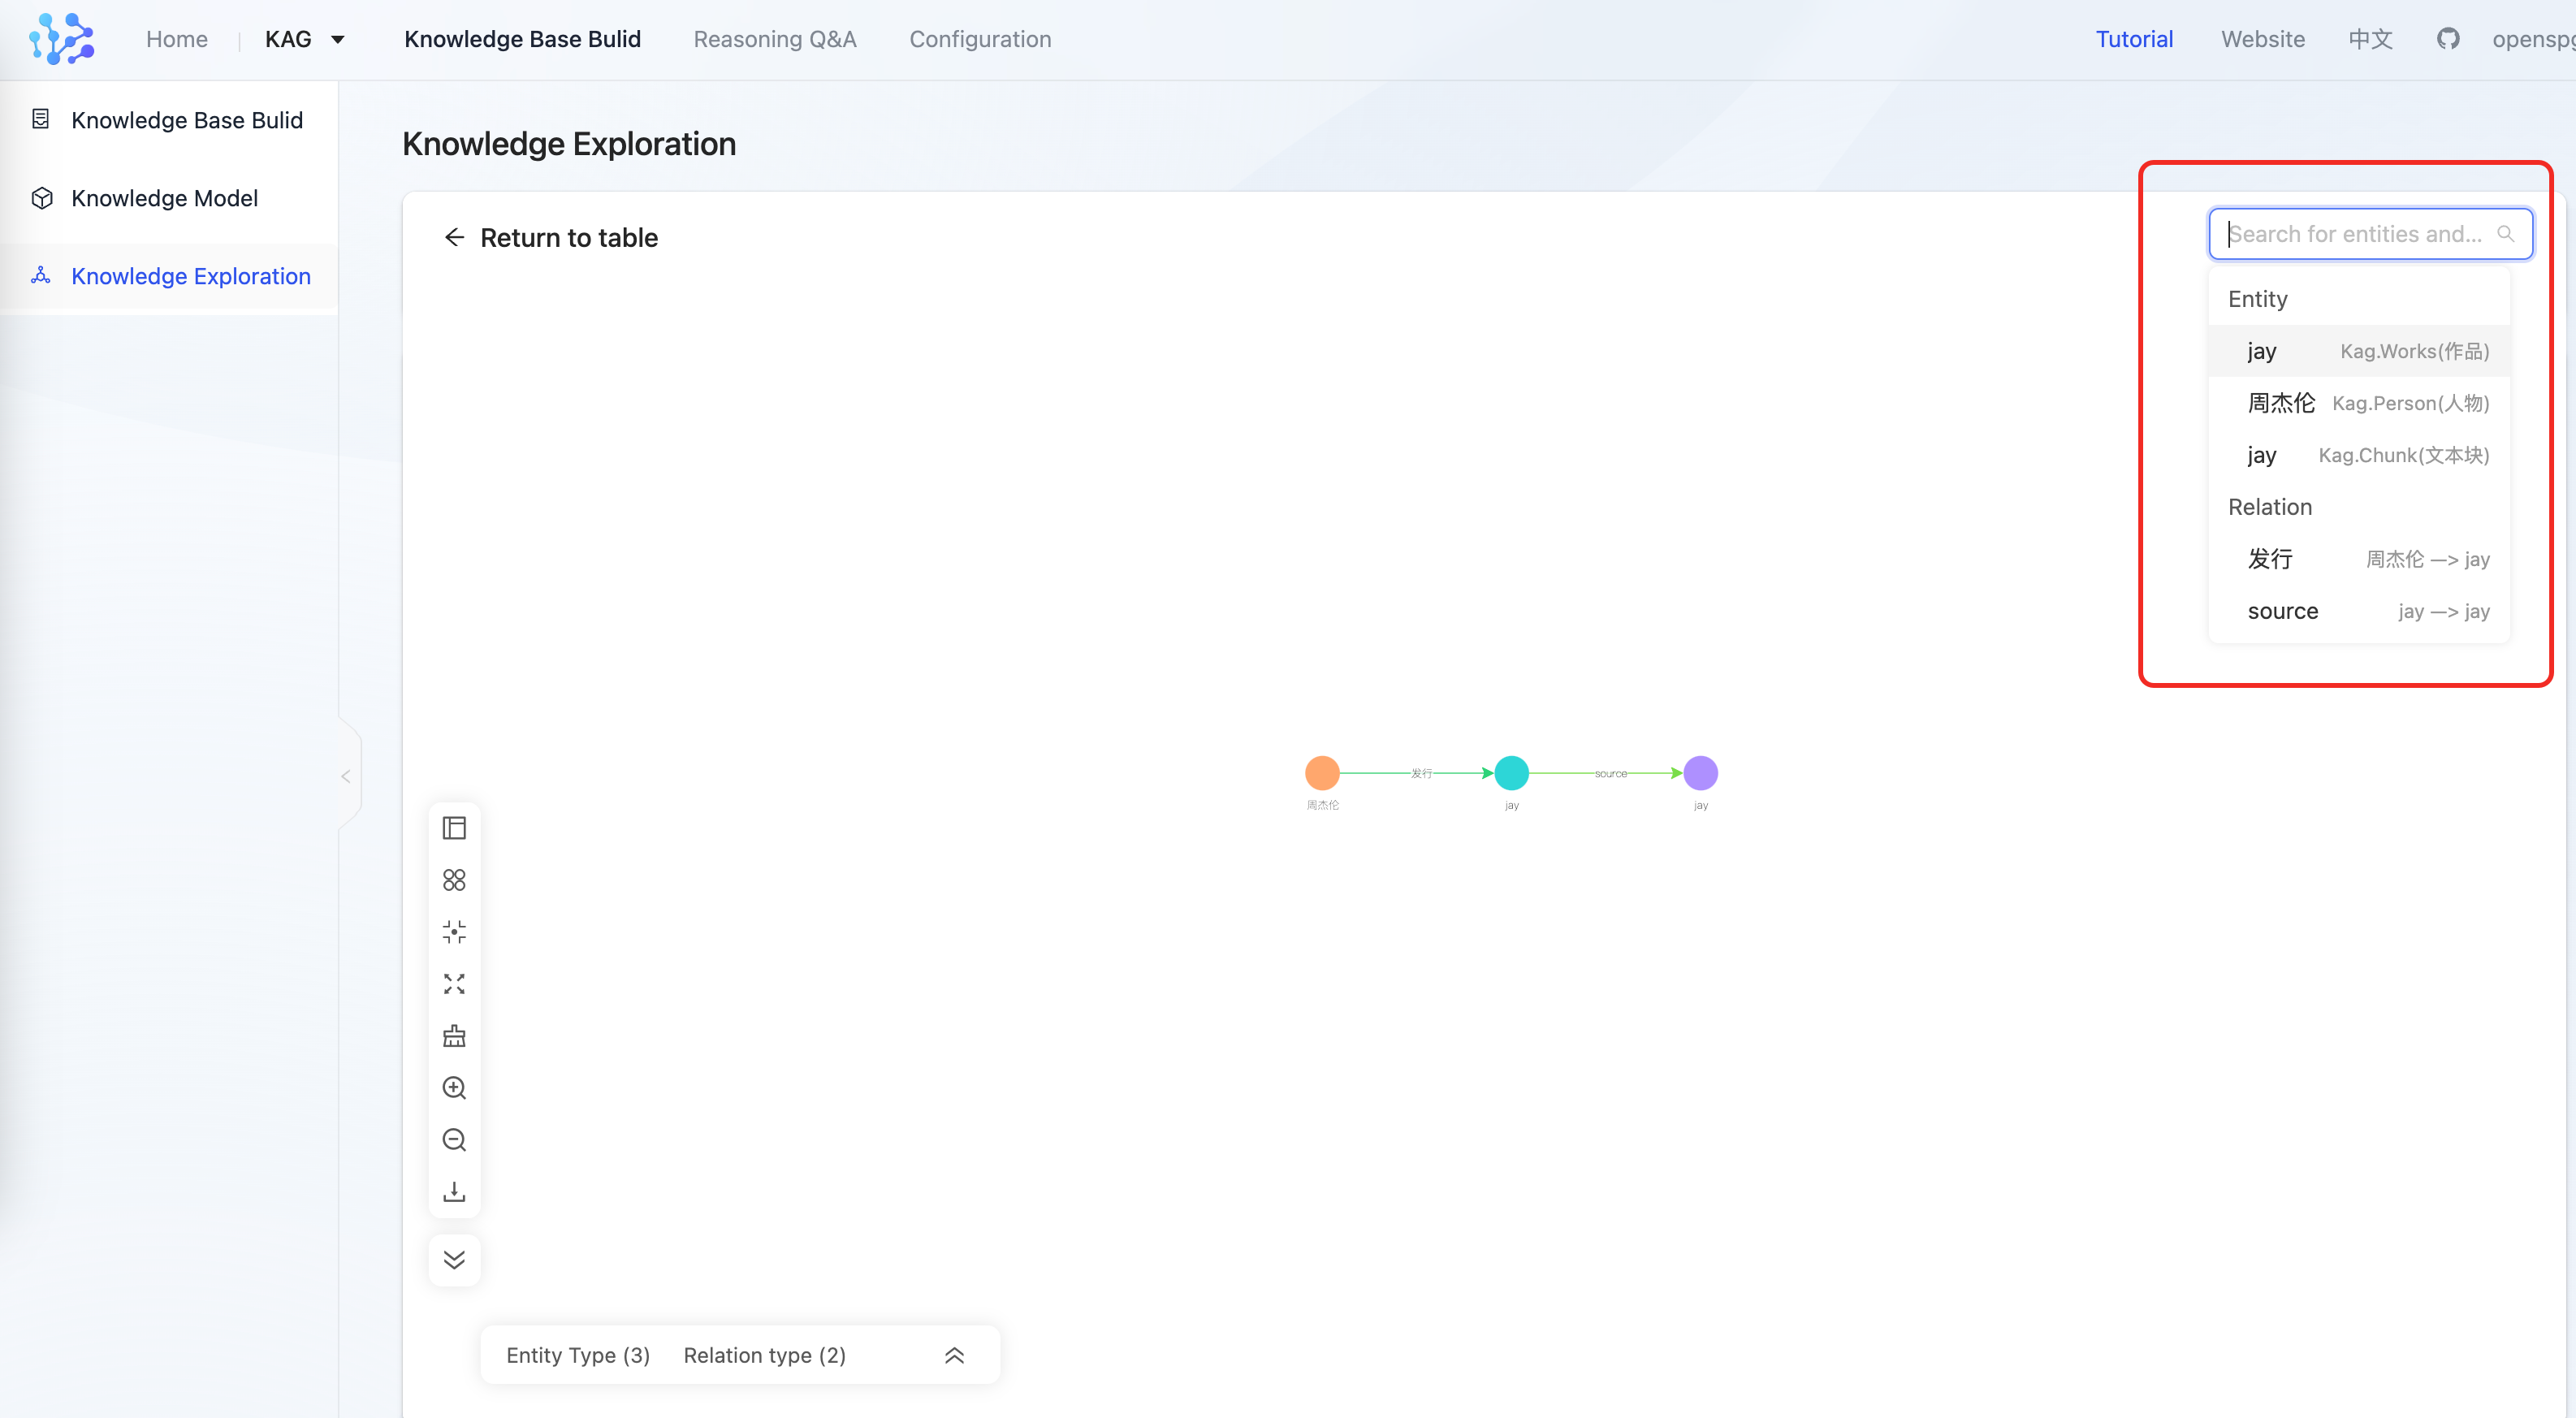 Home | KAG Knowledge Base Bulid Reasoning Q&A Configuration Tutorial Website 中文 openspg
Knowledge Base Bulid
Knowledge Model
Knowledge Exploration
Knowledge Exploration
Return to table
Search for entities and...
Entity
jay Kag.Works(作品)
周杰伦 Kag.Person(人物)
jay Kag.Chunk(文本块)
Relation
发行 周杰伦 —> jay
source jay —> jay
发行 source
周杰伦 jay jay
Entity Type (3) Relation type (2)